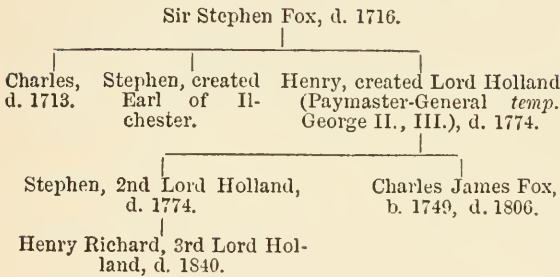 Sir Stephen Fox, d. 1716.
Charles,
d. 1713.
Stephen, created
Earl of Il-
chester.
Henry, created Lord Holland
(Paymaster-General temp.
George II., III.), d. 1774.
Stephen, 2nd Lord Holland,
d. 1774.
Charles James Fox,
b. 1749, d. 1806.
Henry Richard, 3rd Lord Hol-
land, d. 1840.